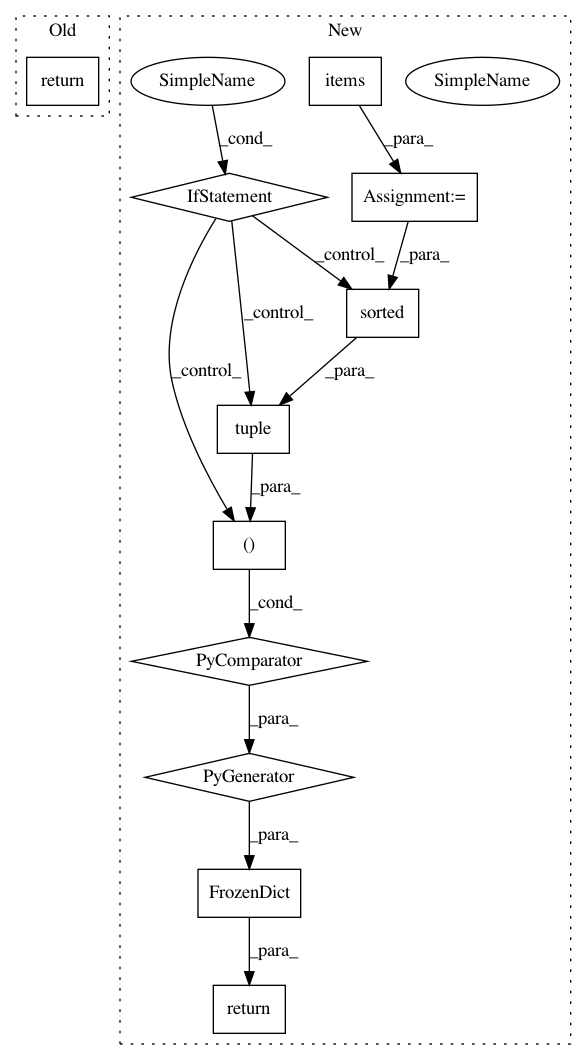 Old
New
return
SimpleName
items
SimpleName
_cond_
_para_
IfStatement
Assignment:=
_control_
_para_
_control_
sorted
_control_
_para_
tuple
_para_
()
_cond_
PyComparator
_para_
PyGenerator
_para_
FrozenDict
_para_
return